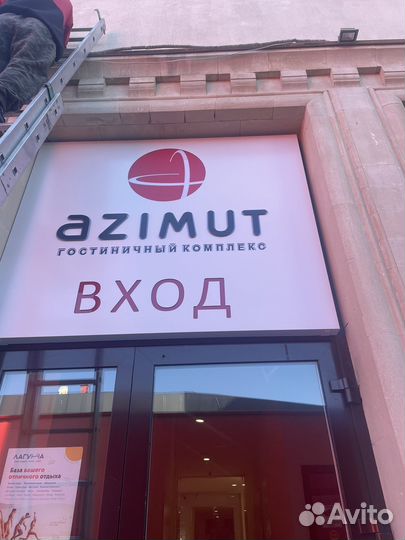 AZIMUT
ГОСТИНИЧНЫЙ КОМПЛЕКС
ВХОД
ЛАГУНА
База вашего
отличного отдыха
Avito